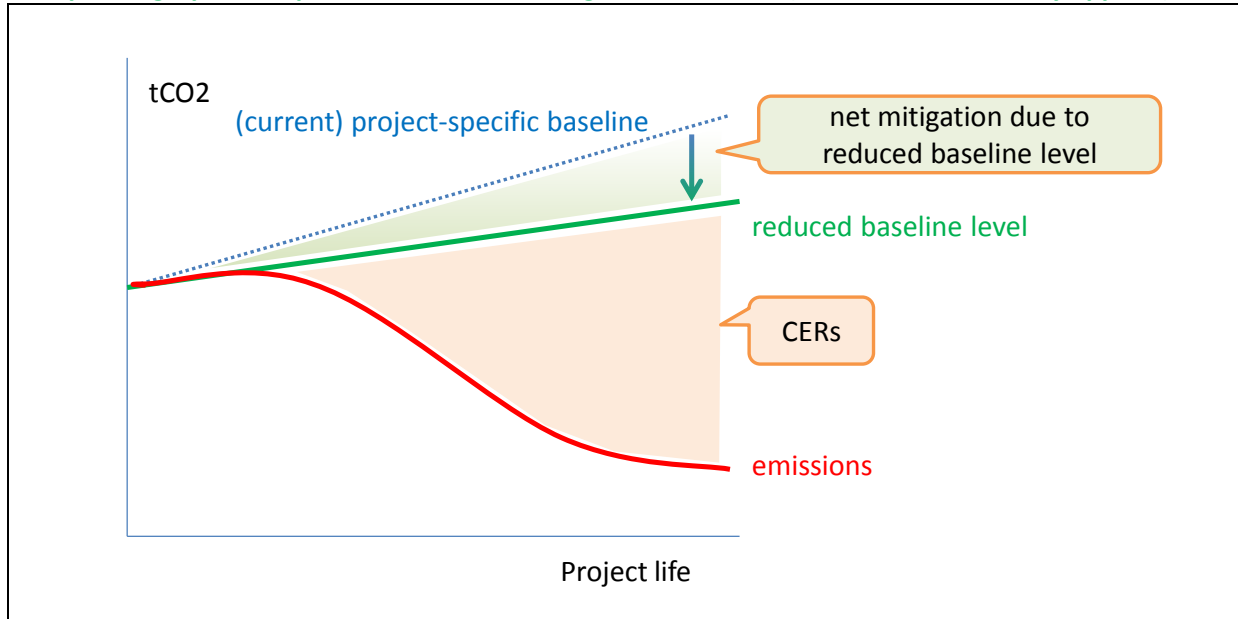 tCO2
(current) project-specific baseline
net mitigation due to
reduced baseline level
reduced baseline level
CERs
emissions
Project life